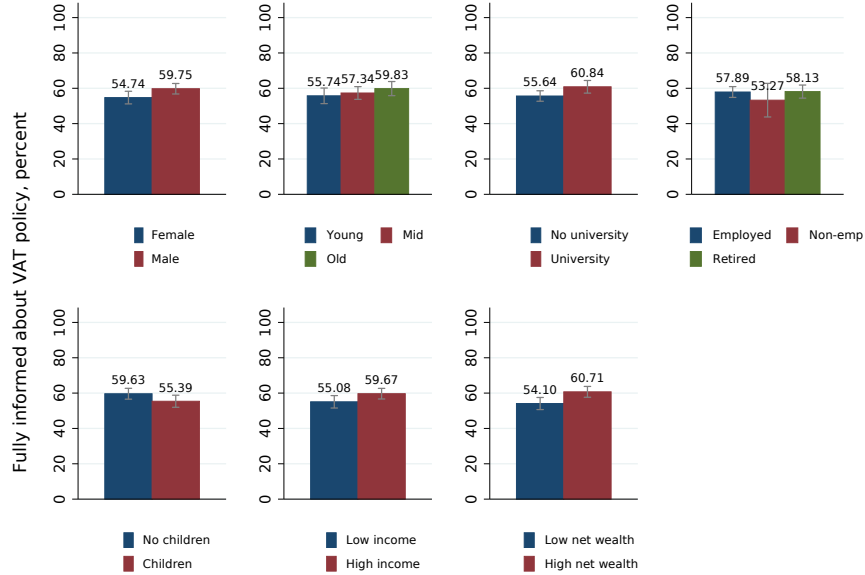 Fully informed about VAT policy, percent
0 20 40 60 80 100
54.74 59.75
Female
Male
0 20 40 60 80 100
55.74 57.34 59.83
Young Mid
Old
0 20 40 60 80 100
55.64 60.84
No university
University
0 20 40 60 80 100
57.89 53.27 58.13
Employed Non-emp
Retired
0 20 40 60 80 100
59.63 55.39
No children
Children
0 20 40 60 80 100
55.08 59.67
Low income
High income
0 20 40 60 80 100
54.10 60.71
Low net wealth
High net wealth